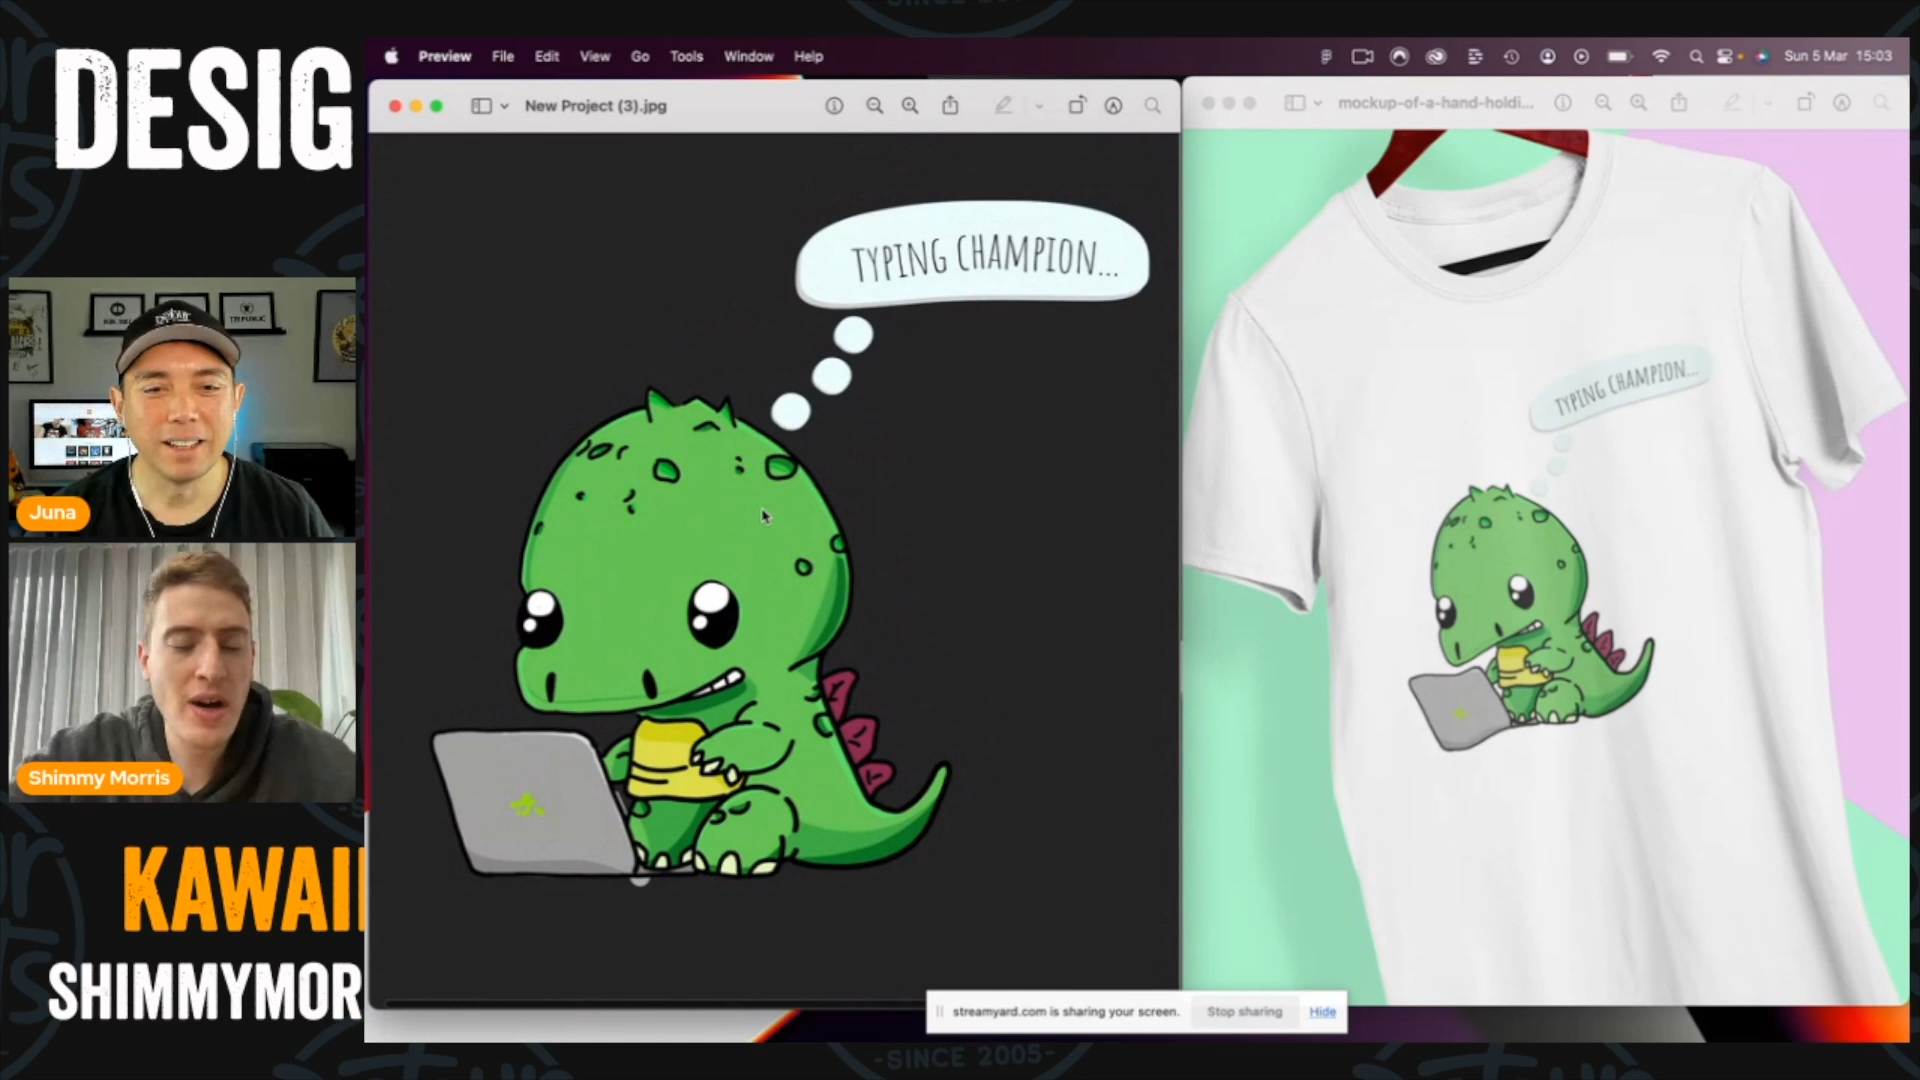 DESIG
Juna
Shimmy Morris
KAWAII
SHIMMYMOR
Preview File Edit View Go Tools Window Help
Sun 5 Mar 15:03
New Project (3).jpg
mockup-of-a-hand-holdi...
TYPING CHAMPION...
TYPING CHAMPION...
streamyard.com is sharing your screen.
Stop sharing
Hide
-SINCE 2005-